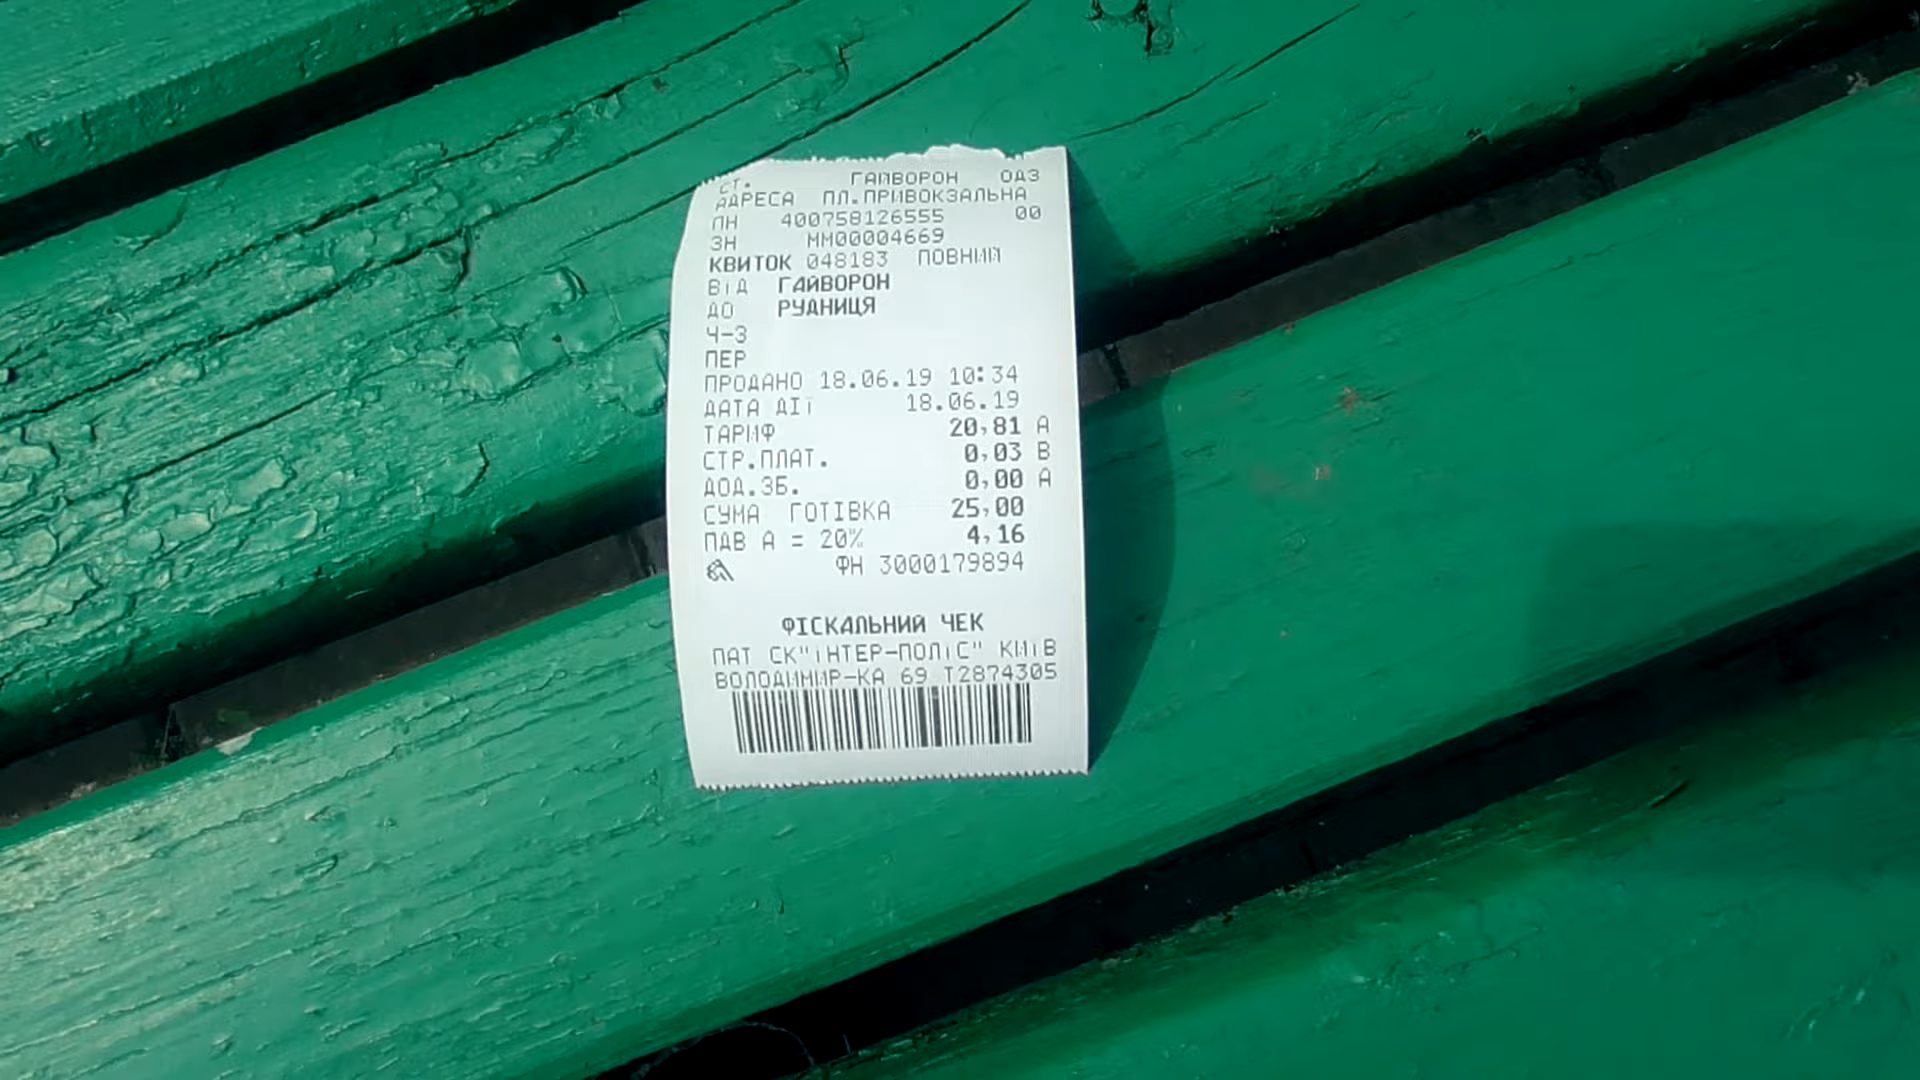 СТ. ГАЙВОРОН ОДЗ
АДРЕСА ПЛ.ПРИВОКЗАЛЬНА
ПН 400758126555 00
ЗН ММ00004669
КВИТОК 048183 ПОВНИЙ
ВіД ГАЙВОРОН
ДО РУДНИЦЯ
Ч-3
ПЕР
ПРОДАНО 18.06.19 10:34
ДАТА ДІї 18.06.19
ТАРИФ 20,81 А
СТР.ПЛАТ. 0,03 В
ДОД.ЗБ. 0,00 А
СУМА ГОТІВКА 25,00
ПДВ А = 20% 4,16
ФН 3000179894
ФІСКАЛЬНИЙ ЧЕК
ПАТ СК"іНТЕР-ПОЛіС" КИїВ
ВОЛОДИМИР-КА 69 Т2874305